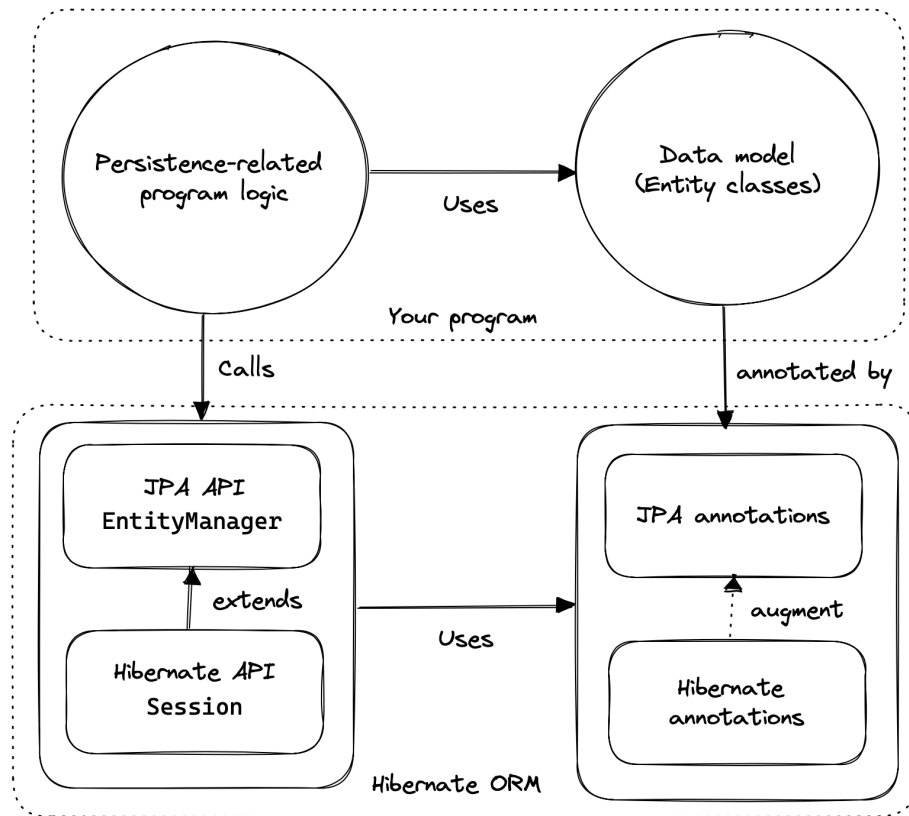 Persistence-related
program logic
Uses
Data model
(Entity classes)
Your program
Calls
annotated by
JPA API
EntityManager
extends
Hibernate API
Session
Uses
JPA annotations
augment
Hibernate
annotations
Hibernate ORM